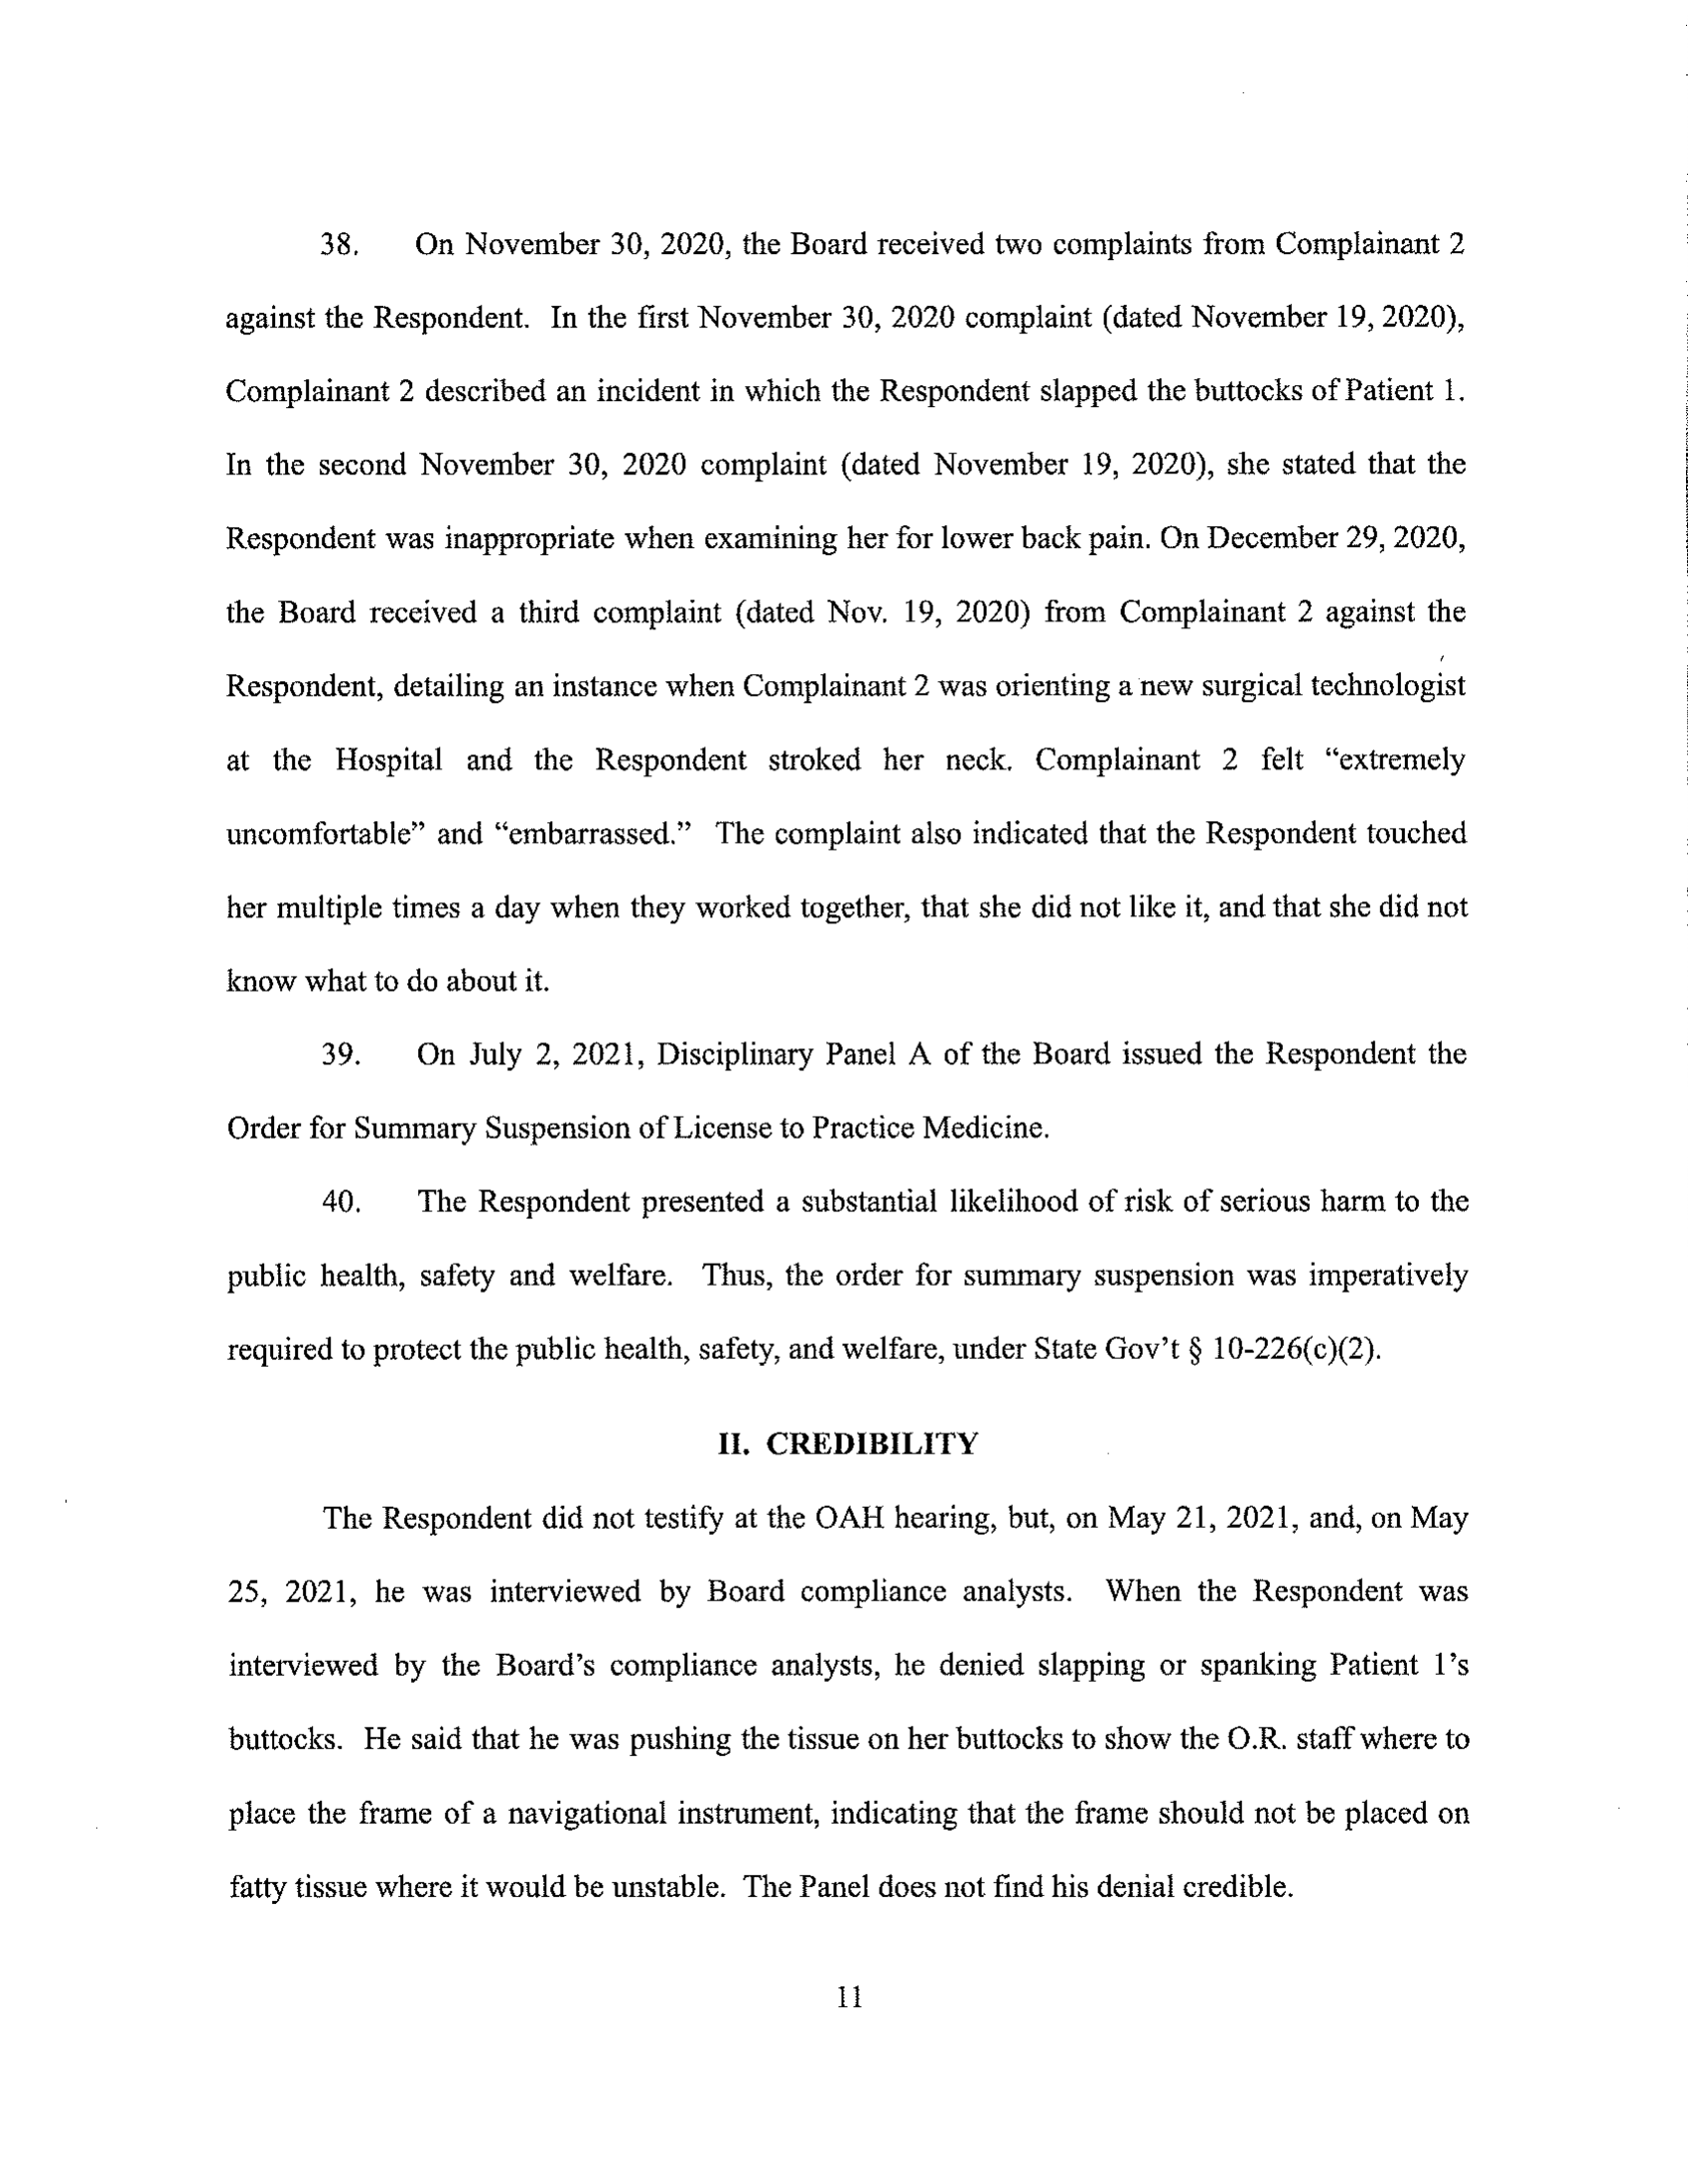 38. On November 30, 2020, the Board received two complaints from Complainant 2
against the Respondent. In the first November 30, 2020 complaint (dated November 19, 2020),
Complainant 2 described an incident in which the Respondent slapped the buttocks of Patient 1.
In the second November 30, 2020 complaint (dated November 19, 2020), she stated that the
Respondent was inappropriate when examining her for lower back pain. On December 29, 2020,
the Board received a third complaint (dated Nov. 19, 2020) from Complainant 2 against the
Respondent, detailing an instance when Complainant 2 was orienting a new surgical technologist
at the Hospital and the Respondent stroked her neck. Complainant 2 felt “extremely
uncomfortable” and “embarrassed.” The complaint also indicated that the Respondent touched
her multiple times a day when they worked together, that she did not like it, and that she did not
know what to do about it.
39. On July 2, 2021, Disciplinary Panel A of the Board issued the Respondent the
Order for Summary Suspension of License to Practice Medicine.
40. The Respondent presented a substantial likelihood of risk of serious harm to the
public health, safety and welfare. Thus, the order for summary suspension was imperatively
required to protect the public health, safety, and welfare, under State Gov’t § 10-226(c)(2).
II. CREDIBILITY
The Respondent did not testify at the OAH hearing, but, on May 21, 2021, and, on May
25, 2021, he was interviewed by Board compliance analysts. When the Respondent was
interviewed by the Board’s compliance analysts, he denied slapping or spanking Patient 1’s
buttocks. He said that he was pushing the tissue on her buttocks to show the O.R. staff where to
place the frame of a navigational instrument, indicating that the frame should not be placed on
fatty tissue where it would be unstable. The Panel does not find his denial credible.
11